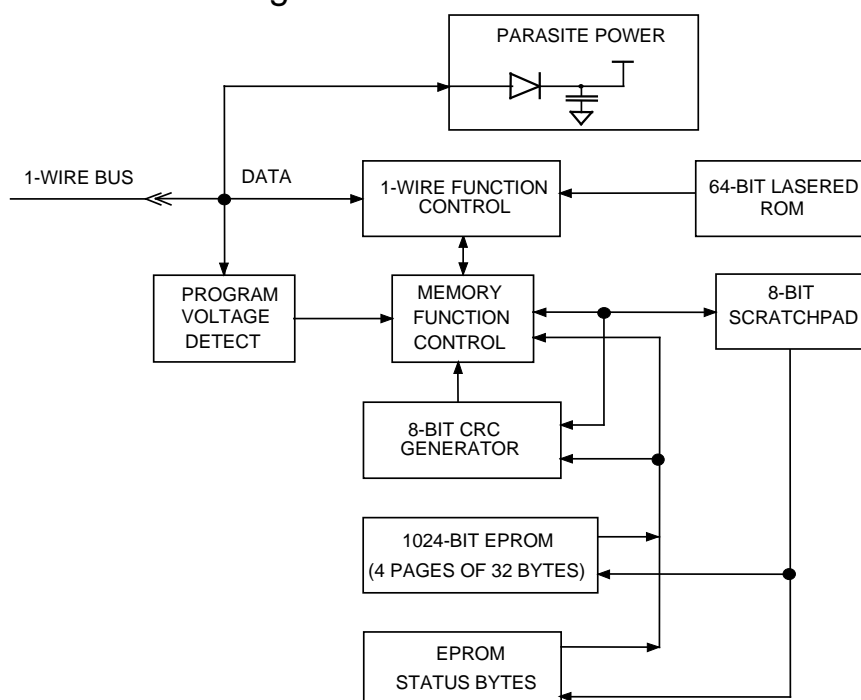 PARASITE POWER
1-WIRE BUS
DATA
1-WIRE FUNCTION
CONTROL
64-BIT LASERED
ROM
PROGRAM
VOLTAGE
DETECT
MEMORY
FUNCTION
CONTROL
8-BIT
SCRATCHPAD
8-BIT CRC
GENERATOR
1024-BIT EPROM
(4 PAGES OF 32 BYTES)
EPROM
STATUS BYTES